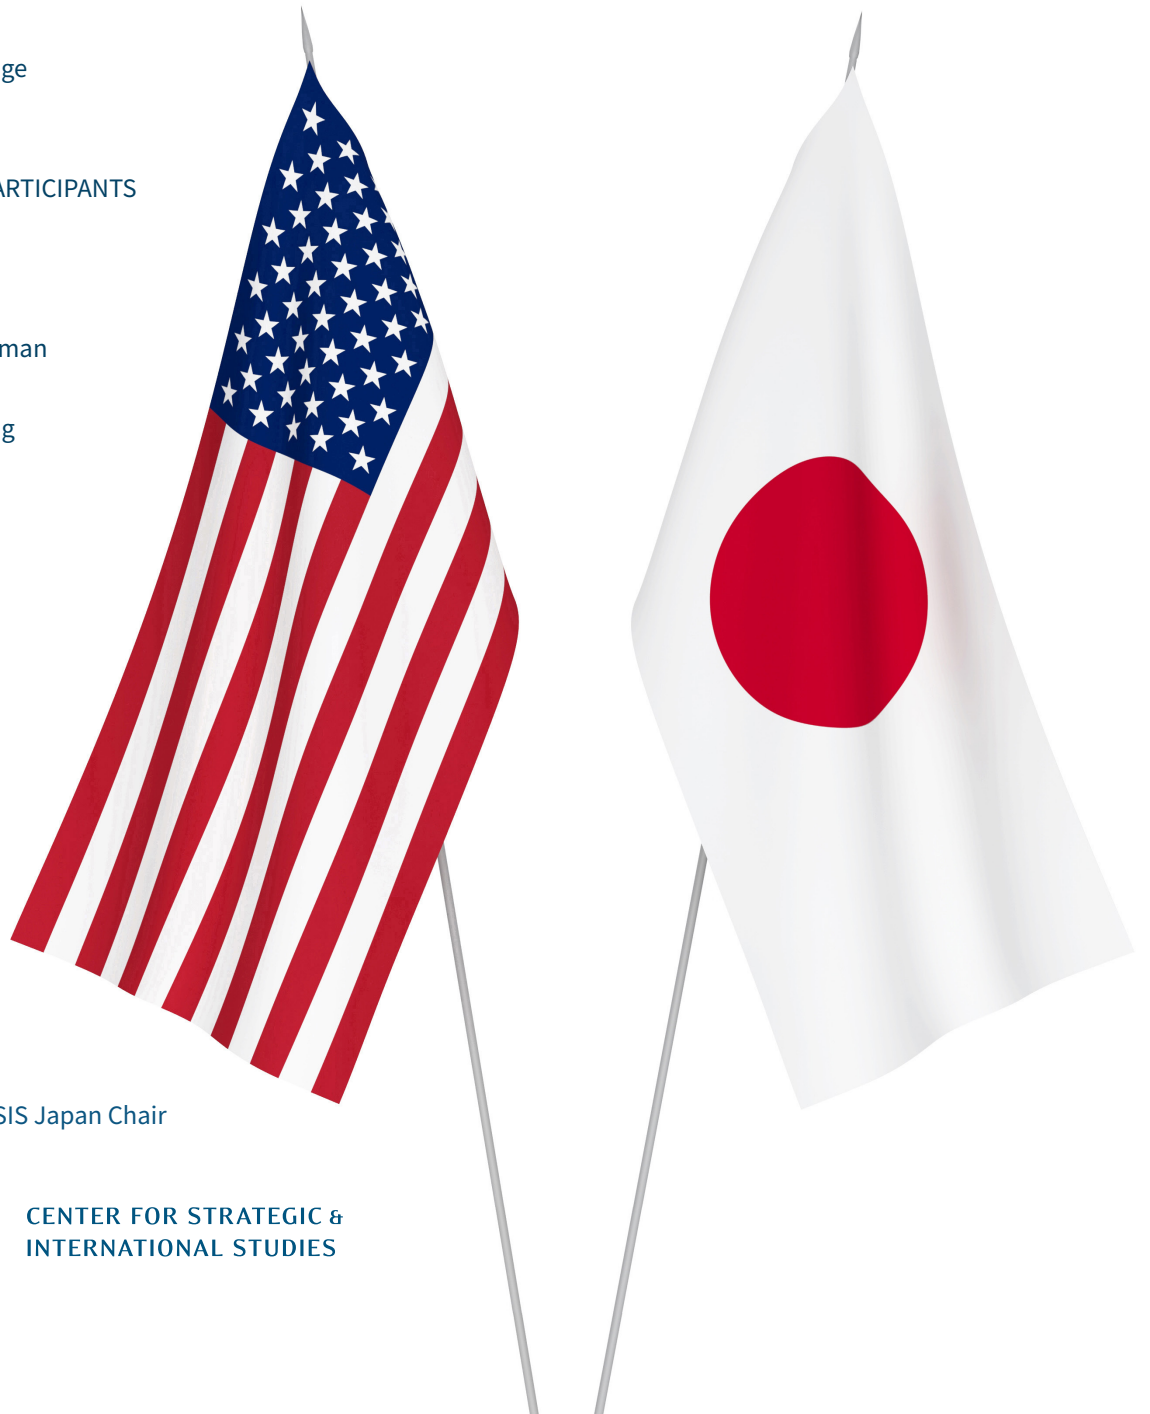 ge
ARTICIPANTS
man
g
SIS Japan Chair
CENTER FOR STRATEGIC &
INTERNATIONAL STUDIES